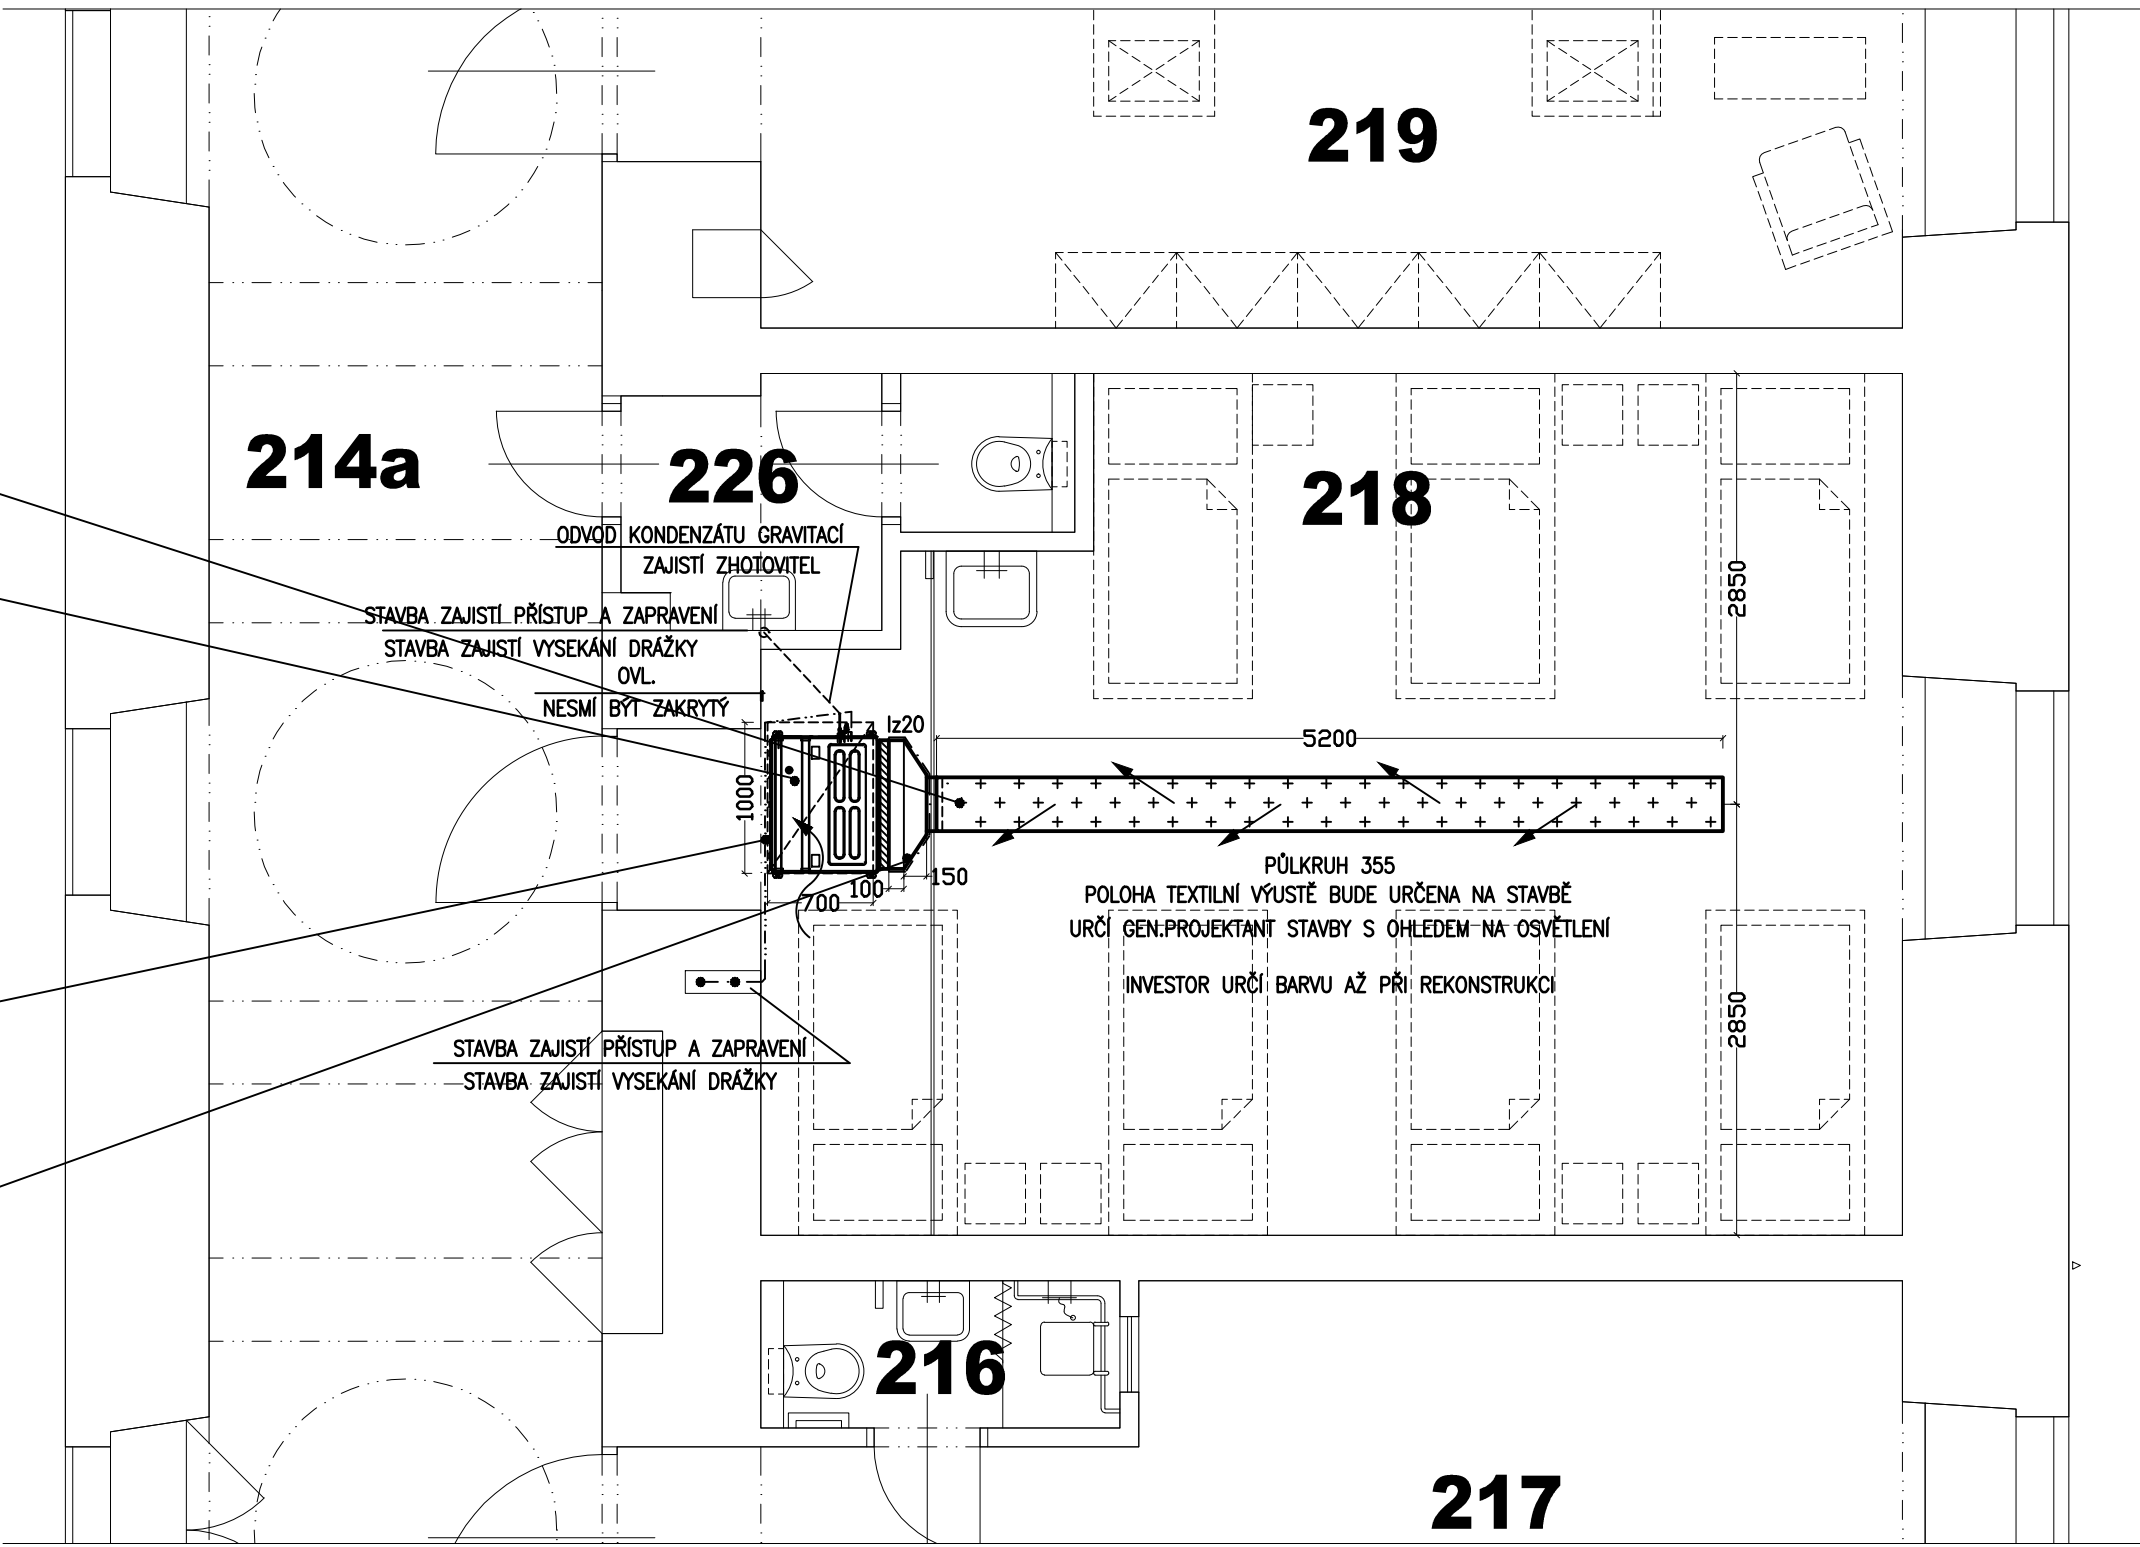 219
214a
226
218
ODVOD KONDENZÁTU GRAVITACÍ
ZAJISTÍ ZHOTOVITEL
2850
STAVBA ZAJISTÍ PŘÍSTUP A ZAPRAVENÍ
STAVBA ZAJISTÍ VYSEKÁNÍ DRÁŽKY
OVL.
NESMÍ BÝT ZAKRYTÝ
Iz20
5200
1000
100
150
700
PŮLKRUH 355
POLOHA TEXTILNÍ VÝUSTĚ BUDE URČENA NA STAVBĚ
URČÍ GEN.PROJEKTANT STAVBY S OHLEDEM NA OSVĚTLENÍ
INVESTOR URČÍ BARVU AŽ PŘI REKONSTRUKCI
2850
STAVBA ZAJISTÍ PŘÍSTUP A ZAPRAVENÍ
STAVBA ZAJISTÍ VYSEKÁNÍ DRÁŽKY
216
217